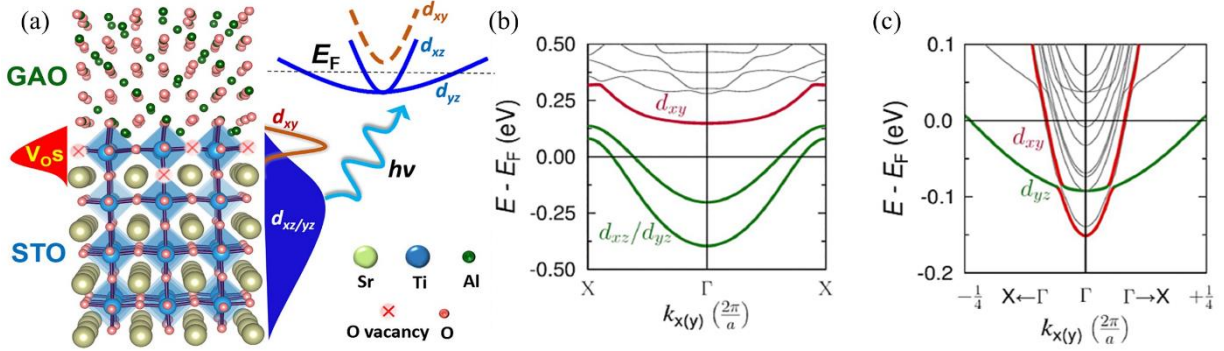 (a)
GAO
V₀s
STO
d_xy
d_xz
E_F
d_yz
d_xy
hν
d_xz/yz
Sr
Ti
Al
O vacancy
O
(b)
E - E_F (eV)
0.50
0.25
0.00
-0.25
-0.50
d_xy
d_xz/d_yz
X
Γ
X
k_x(y) (2π/a)
(c)
E - E_F (eV)
0.1
0.0
-0.1
-0.2
d_xy
d_yz
-1/4
X←Γ
Γ
Γ→X
+1/4
k_x(y) (2π/a)